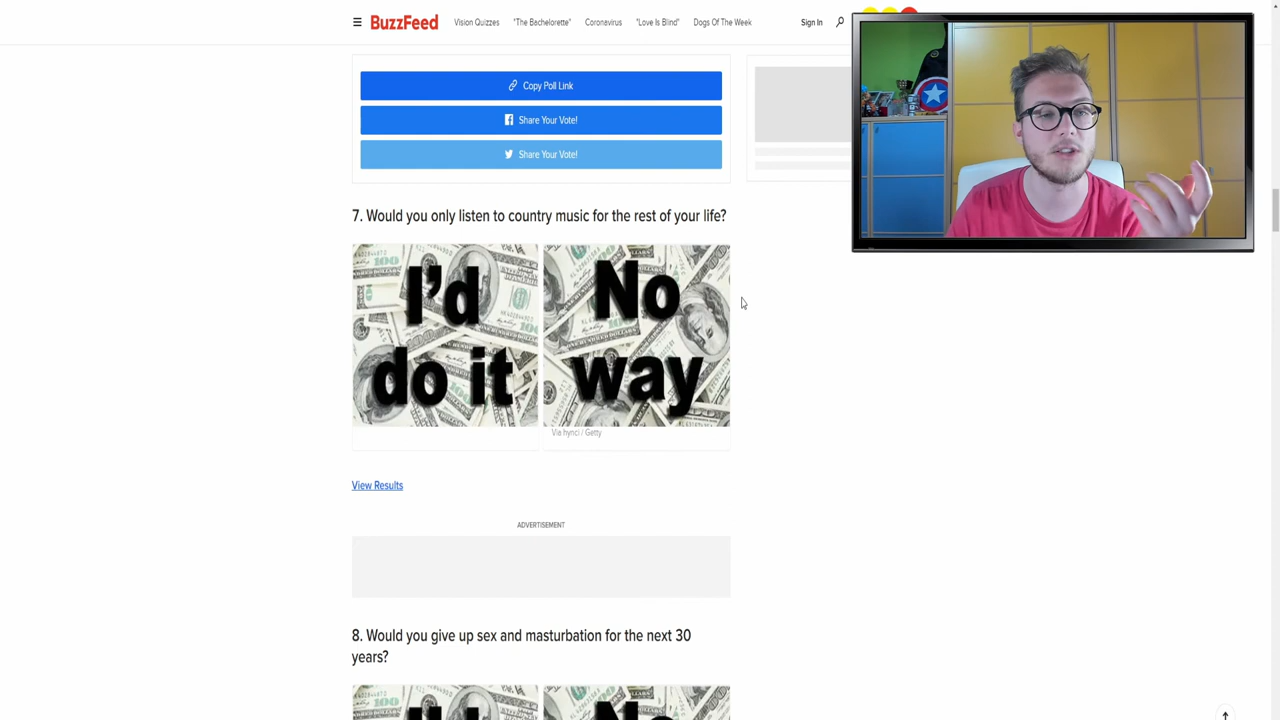 BuzzFeed
Vision Quizzes "The Bachelorette" Coronavirus "Love Is Blind" Dogs Of The Week Sign In
Copy Poll Link
Share Your Vote!
Share Your Vote!
7. Would you only listen to country music for the rest of your life?
I'd
do it
No
way
Via hynci / Getty
View Results
ADVERTISEMENT
8. Would you give up sex and masturbation for the next 30
years?